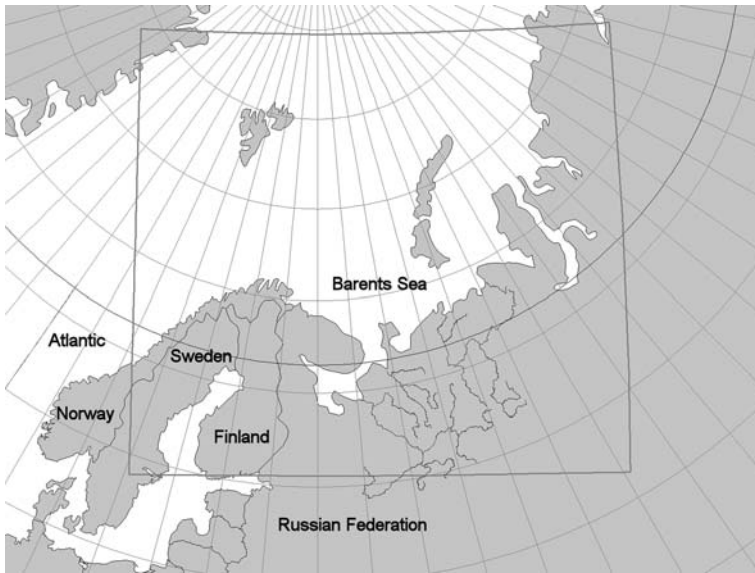 Barents Sea
Atlantic
Sweden
Norway
Finland
Russian Federation